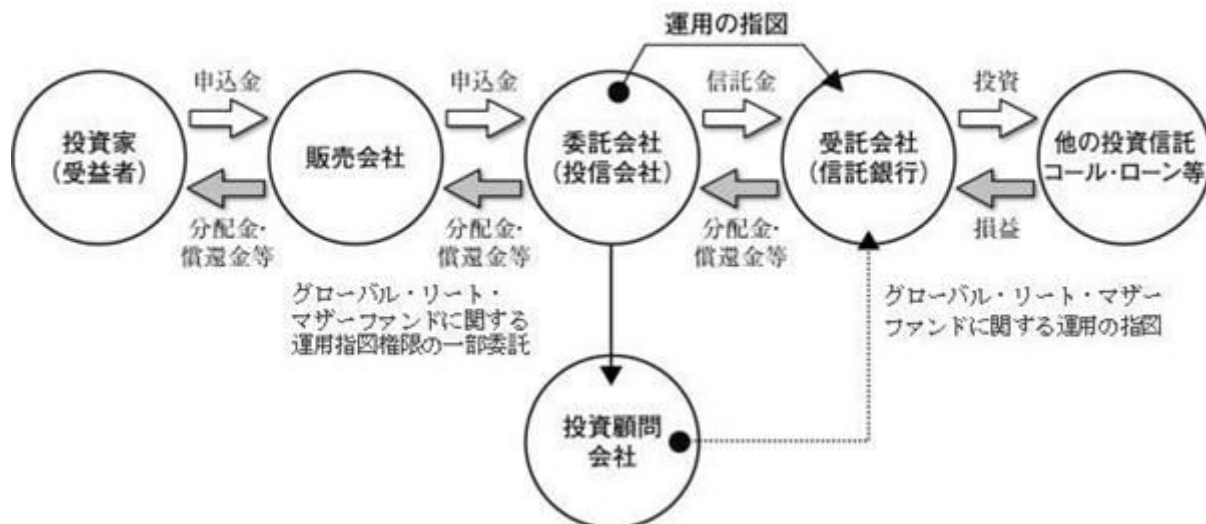 運用の指図
申込金
申込金
信託金
投資
投資家
(受益者)
販売会社
委託会社
(投信会社)
受託会社
(信託銀行)
他の投資信託
コール・ローン等
分配金・
償還金等
分配金・
償還金等
分配金・
償還金等
損益
グローバル・リート・
マザーファンドに関する
運用指図権限の一部委託
グローバル・リート・マザー
ファンドに関する運用の指図
投資顧問
会社